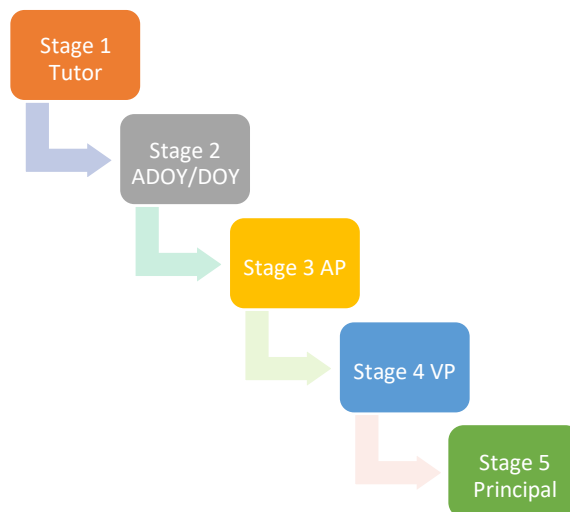 Stage 1
Tutor
Stage 2
ADOY/DOY
Stage 3 AP
Stage 4 VP
Stage 5
Principal